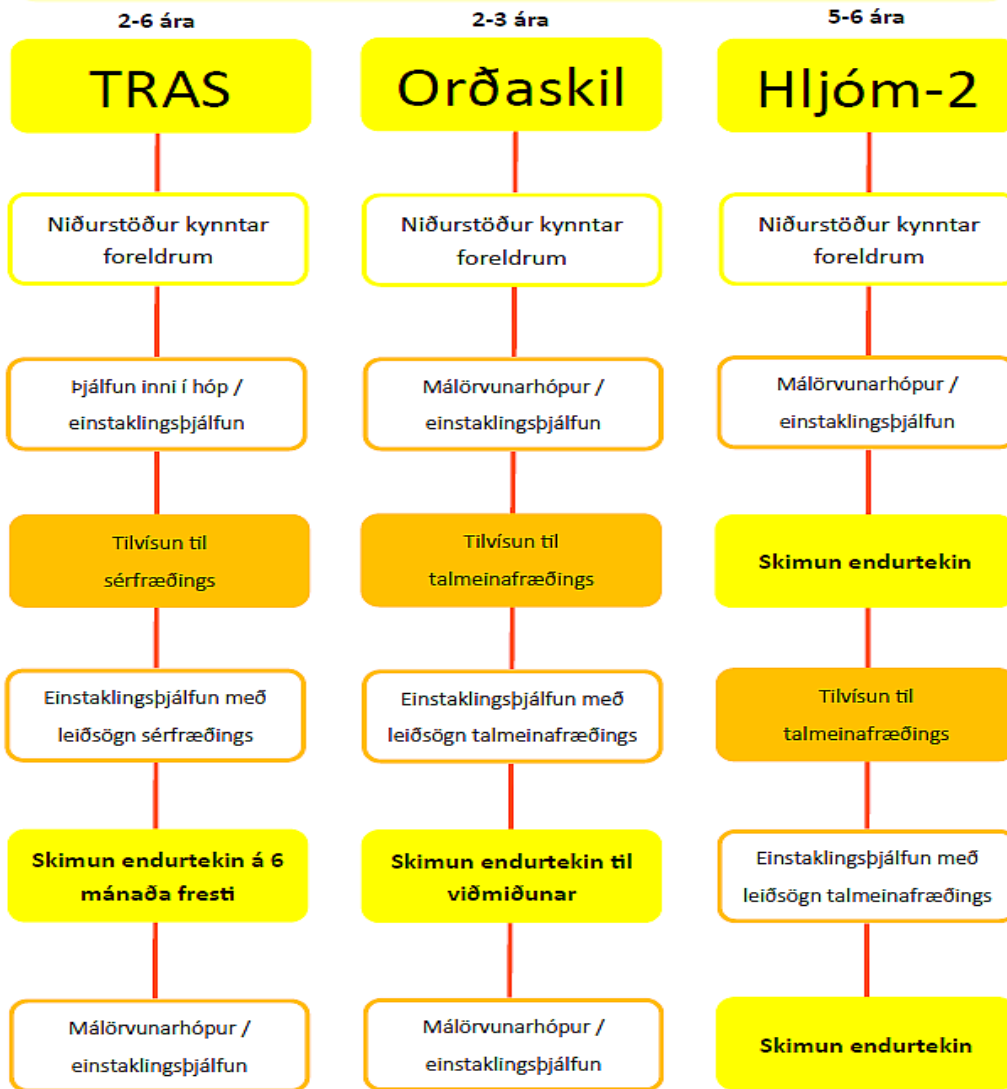 2-6 ára
TRAS
Niðurstöður kynntar
foreldrum
Þjálfun inni í hóp /
einstaklingsþjálfun
Tilvísun til
sérfræðings
Einstaklingsþjálfun með
leiðsögn sérfræðings
Skimun endurtekin á 6
mánaða fresti
Málörvunarhópur /
einstaklingsþjálfun
2-3 ára
Orðaskil
Niðurstöður kynntar
foreldrum
Málörvunarhópur /
einstaklingsþjálfun
Tilvísun til
talmeinafræðings
Einstaklingsþjálfun með
leiðsögn talmeinafræðings
Skimun endurtekin til
viðmiðunar
Málörvunarhópur /
einstaklingsþjálfun
5-6 ára
Hljóm-2
Niðurstöður kynntar
foreldrum
Málörvunarhópur /
einstaklingsþjálfun
Skimun endurtekin
Tilvísun til
talmeinafræðings
Einstaklingsþjálfun með
leiðsögn talmeinafræðings
Skimun endurtekin